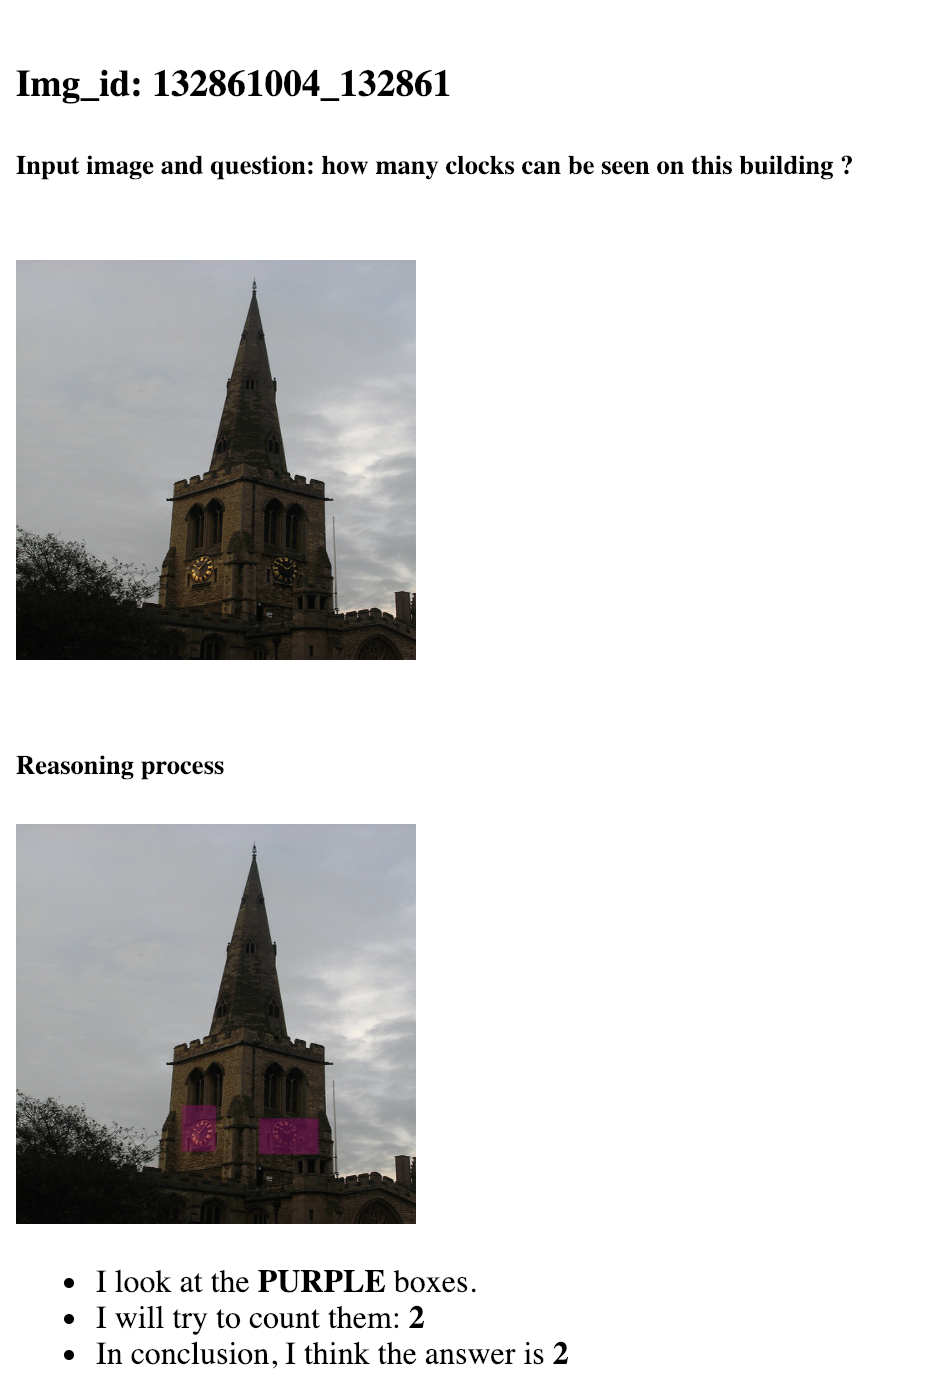 Img_id: 132861004_132861
Input image and question: how many clocks can be seen on this building ?
Reasoning process
• I look at the PURPLE boxes.
• I will try to count them: 2
• In conclusion, I think the answer is 2